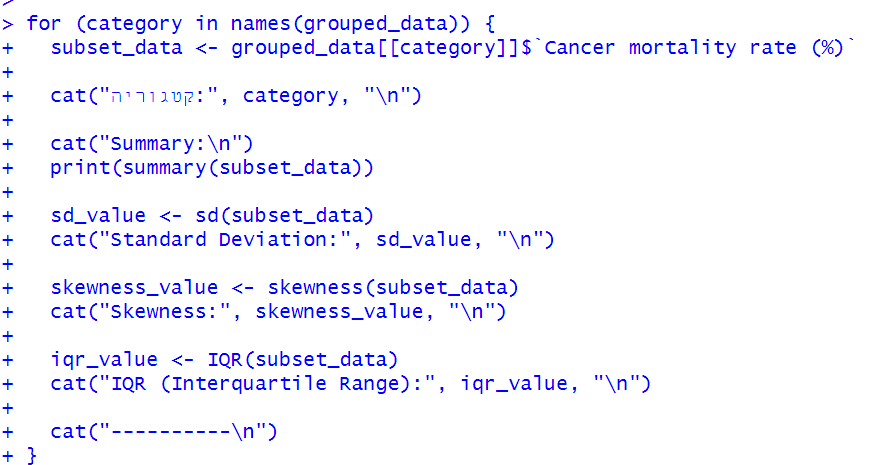 >
> for (category in names(grouped_data)) {
+   subset_data <- grouped_data[[category]]$`Cancer mortality rate (%)`
+
+   cat("קטגוריה:", category, "\n")
+
+   cat("Summary:\n")
+   print(summary(subset_data))
+
+   sd_value <- sd(subset_data)
+   cat("Standard Deviation:", sd_value, "\n")
+
+   skewness_value <- skewness(subset_data)
+   cat("Skewness:", skewness_value, "\n")
+
+   iqr_value <- IQR(subset_data)
+   cat("IQR (Interquartile Range):", iqr_value, "\n")
+
+   cat("----------\n")
+ }